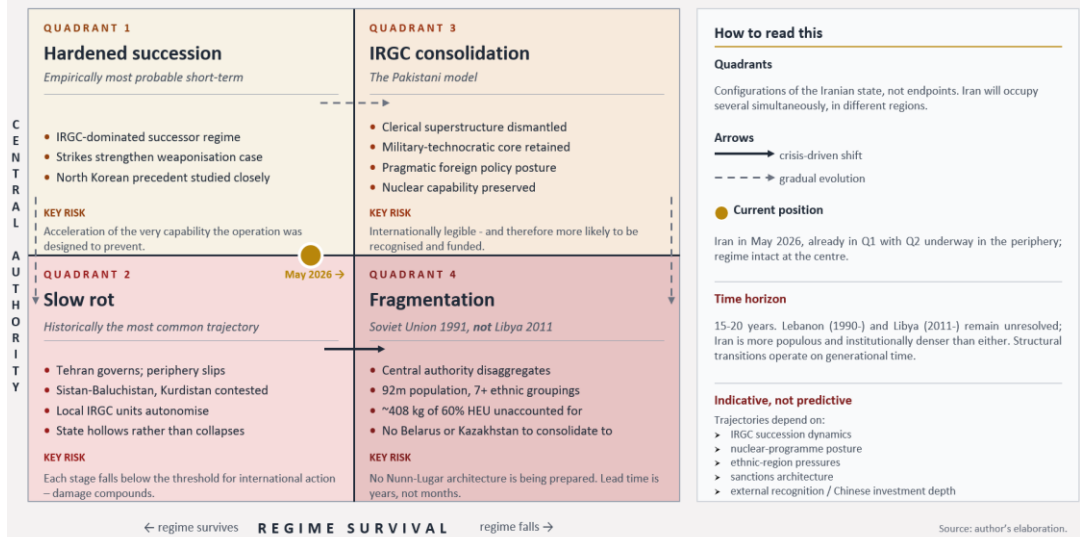 CENTRAL AUTHORITY
QUADRANT 1
Hardened succession
Empirically most probable short-term
• IRGC-dominated successor regime
• Strikes strengthen weaponisation case
• North Korean precedent studied closely
KEY RISK
Acceleration of the very capability the operation was
designed to prevent.
QUADRANT 3
IRGC consolidation
The Pakistani model
• Clerical superstructure dismantled
• Military-technocratic core retained
• Pragmatic foreign policy posture
• Nuclear capability preserved
KEY RISK
Internationally legible - and therefore more likely to be
recognised and funded.
QUADRANT 2
May 2026 →
Slow rot
Historically the most common trajectory
• Tehran governs; periphery slips
• Sistan-Baluchistan, Kurdistan contested
• Local IRGC units autonomise
• State hollows rather than collapses
KEY RISK
Each stage falls below the threshold for international action
– damage compounds.
QUADRANT 4
Fragmentation
Soviet Union 1991, not Libya 2011
• Central authority disaggregates
• 92m population, 7+ ethnic groupings
• ~408 kg of 60% HEU unaccounted for
• No Belarus or Kazakhstan to consolidate to
KEY RISK
No Nunn-Lugar architecture is being prepared. Lead time is
years, not months.
← regime survives REGIME SURVIVAL regime falls →
How to read this
Quadrants
Configurations of the Iranian state, not endpoints. Iran will occupy
several simultaneously, in different regions.
Arrows
crisis-driven shift
gradual evolution
Current position
Iran in May 2026, already in Q1 with Q2 underway in the periphery;
regime intact at the centre.
Time horizon
15-20 years. Lebanon (1990-) and Libya (2011-) remain unresolved;
Iran is more populous and institutionally denser than either. Structural
transitions operate on generational time.
Indicative, not predictive
Trajectories depend on:
➤ IRGC succession dynamics
➤ nuclear-programme posture
➤ ethnic-region pressures
➤ sanctions architecture
➤ external recognition / Chinese investment depth
Source: author's elaboration.